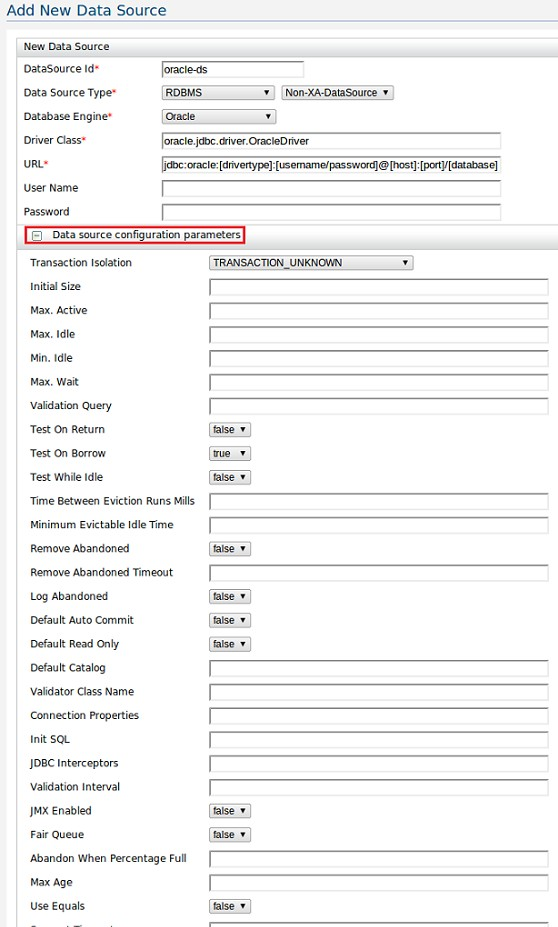 Add New Data Source
New Data Source
DataSource Id* oracle-ds
Data Source Type* RDBMS Non-XA-DataSource
Database Engine* Oracle
Driver Class* oracle.jdbc.driver.OracleDriver
URL* jdbc:oracle:[drivertype]:[username/password]@[host]:[port]/[database]
User Name
Password
Data source configuration parameters
Transaction Isolation TRANSACTION_UNKNOWN
Initial Size
Max. Active
Max. Idle
Min. Idle
Max. Wait
Validation Query
Test On Return false
Test On Borrow true
Test While Idle false
Time Between Eviction Runs Mills
Minimum Evictable Idle Time
Remove Abandoned false
Remove Abandoned Timeout
Log Abandoned false
Default Auto Commit false
Default Read Only false
Default Catalog
Validator Class Name
Connection Properties
Init SQL
JDBC Interceptors
Validation Interval
JMX Enabled false
Fair Queue false
Abandon When Percentage Full
Max Age
Use Equals false